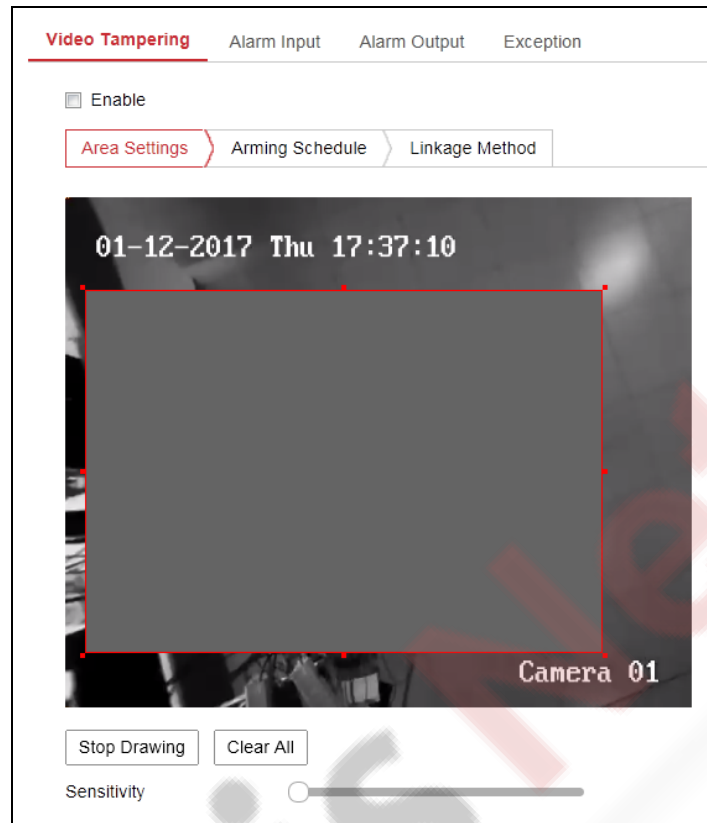 Video Tampering Alarm Input Alarm Output Exception
Enable
Area Settings Arming Schedule Linkage Method
01-12-2017 Thu 17:37:10
Camera 01
Stop Drawing Clear All
Sensitivity